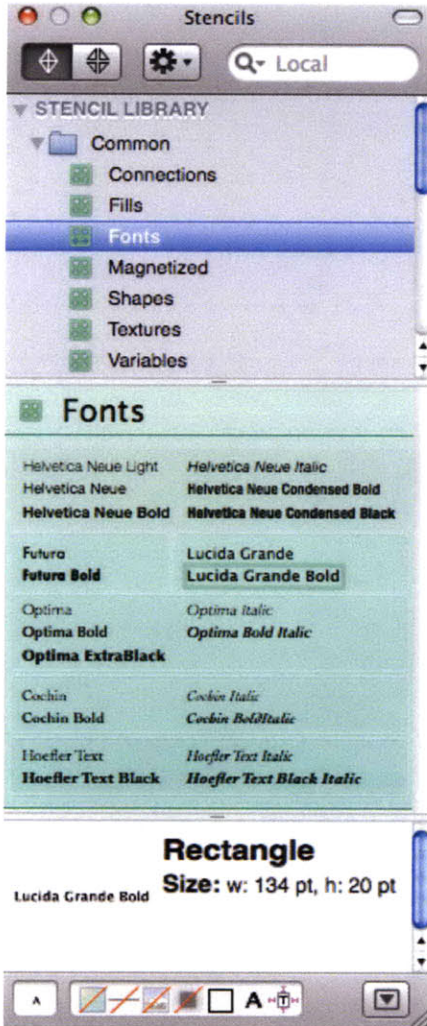 Stencils
Local
STENCIL LIBRARY
Common
Connections
Fills
Fonts
Magnetized
Shapes
Textures
Variables
Fonts
Helvetica Neue Light Helvetica Neue Italic
Helvetica Neue Helvetica Neue Condensed Bold
Helvetica Neue Bold Helvetica Neue Condensed Black
Futura Lucida Grande
Futura Bold Lucida Grande Bold
Optima Optima Italic
Optima Bold Optima Bold Italic
Optima ExtraBlack
Cochin Cochin Italic
Cochin Bold Cochin BoldItalic
Hoefler Text Hoefler Text Italic
Hoefler Text Black Hoefler Text Black Italic
Rectangle
Lucida Grande Bold Size: w: 134 pt, h: 20 pt
A A T